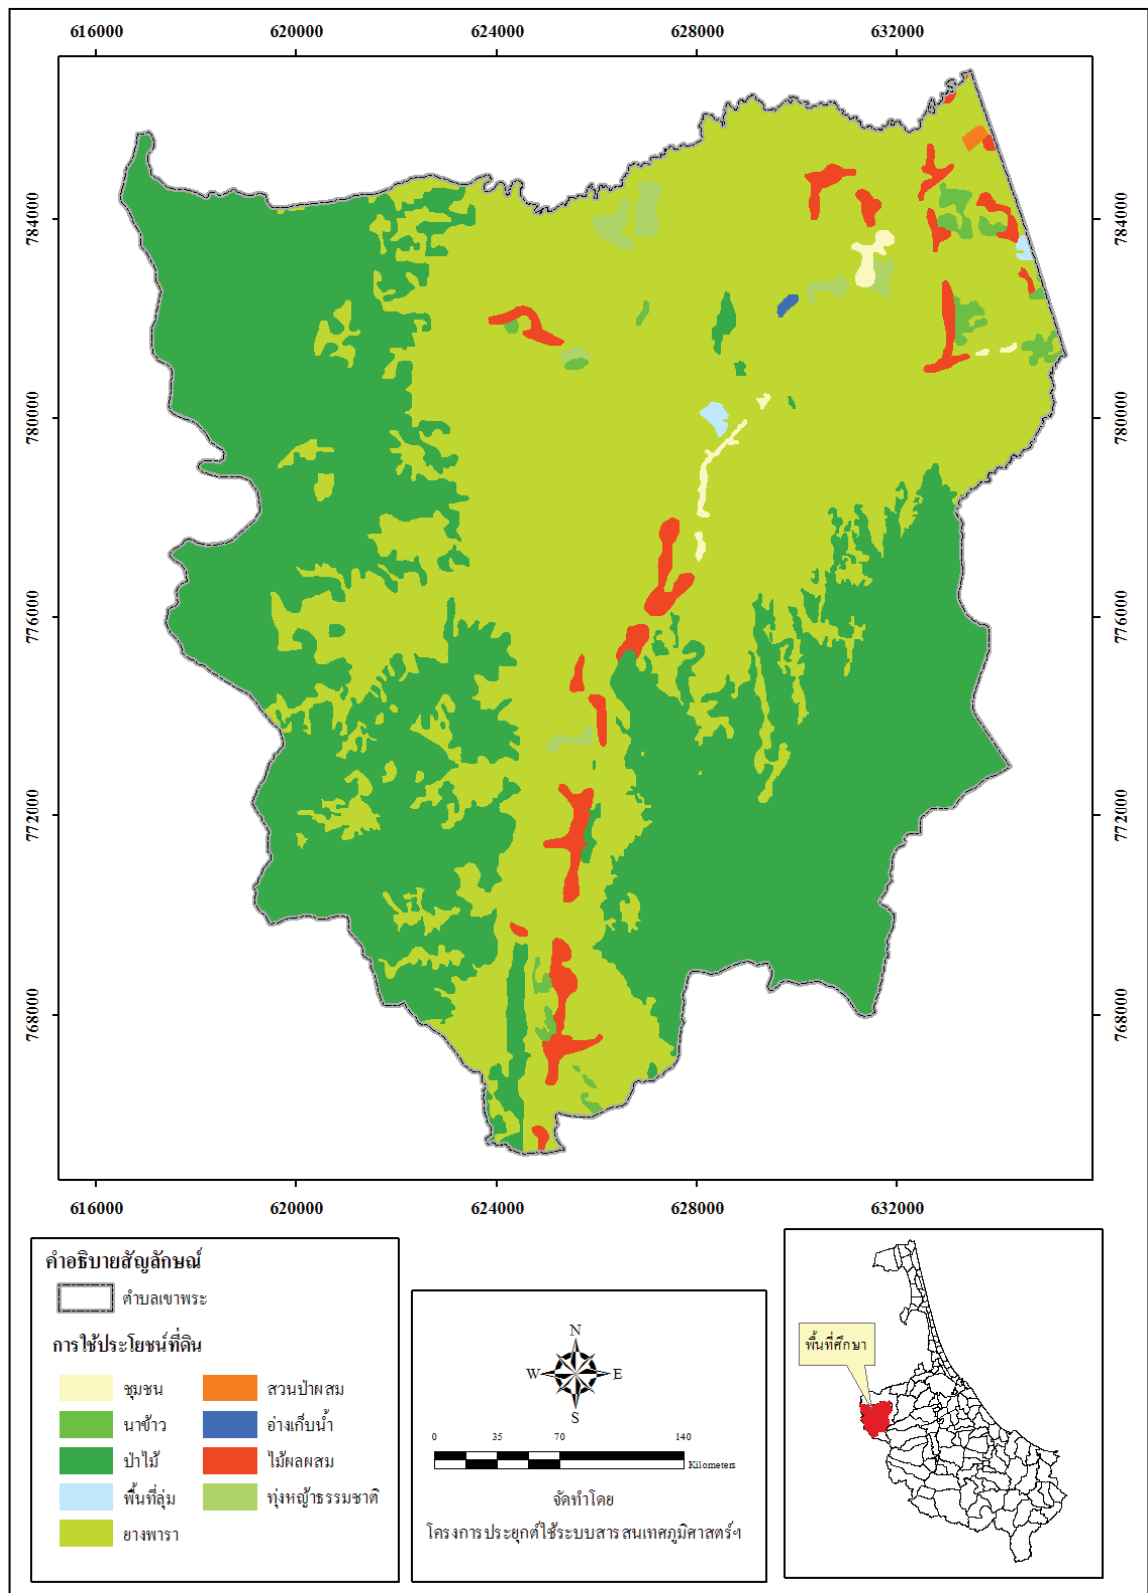 616000 620000 624000 628000 632000
784000 784000
780000 780000
776000 776000
772000 772000
768000 768000
616000 620000 624000 628000 632000
คำอธิบายสัญลักษณ์
ตำบลเขาพระ
การใช้ประโยชน์ที่ดิน
ชุมชน
นาข้าว
ป่าไม้
พื้นที่ลุ่ม
ยางพารา
สวนป่าผสม
อ่างเก็บน้ำ
ไม้ผลผสม
ทุ่งหญ้าธรรมชาติ
N
W E
S
0 35 70 140
Kilometers
จัดทำโดย
โครงการประยุกต์ใช้ระบบสารสนเทศภูมิศาสตร์ฯ
พื้นที่ศึกษา